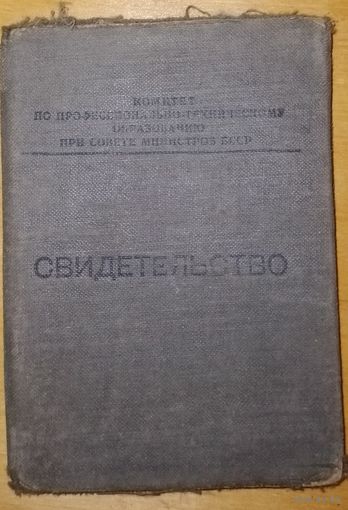 КОМИТЕТ
ПО ПРОФЕССИОНАЛЬНО-ТЕХНИЧЕСКОМУ
ОБРАЗОВАНИЮ
ПРИ СОВЕТЕ МИНИСТРОВ БССР
СВИДЕТЕЛЬСТВО